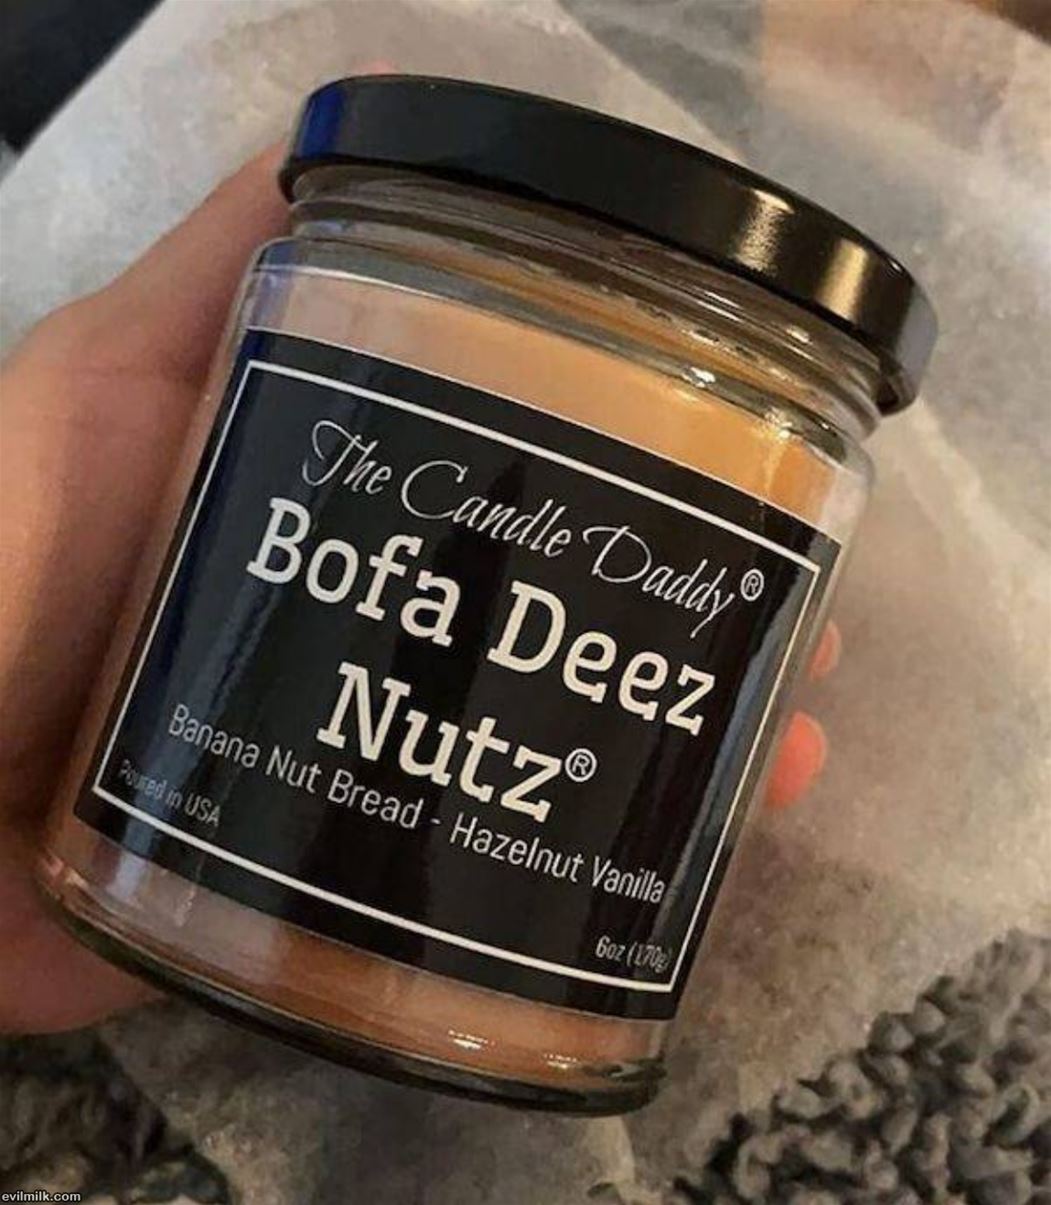 The Candle Daddy®
Bofa Deez
Nutz®
Banana Nut Bread - Hazelnut Vanilla
Poured in USA
6oz (170g)
evilmilk.com